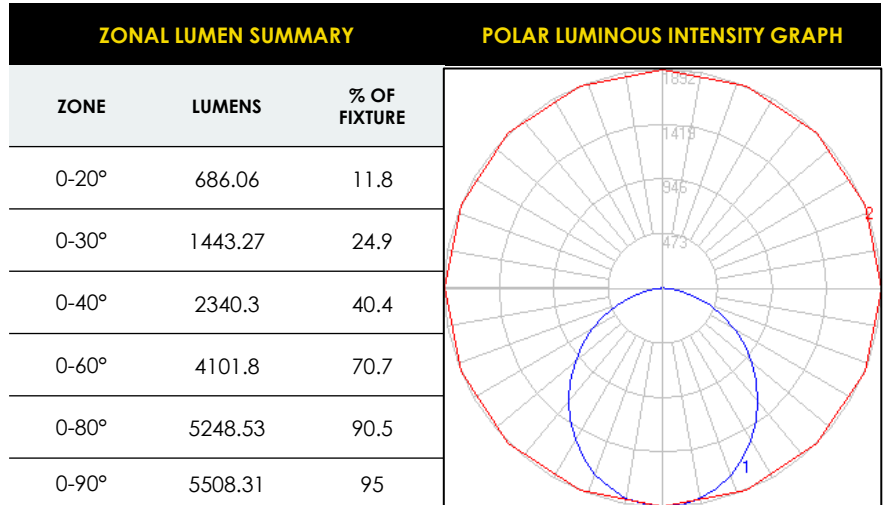 ZONAL LUMEN SUMMARY
POLAR LUMINOUS INTENSITY GRAPH
ZONE LUMENS % OF FIXTURE
0-20° 686.06 11.8
0-30° 1443.27 24.9
0-40° 2340.3 40.4
0-60° 4101.8 70.7
0-80° 5248.53 90.5
0-90° 5508.31 95
1892
1419
946
473
2
1